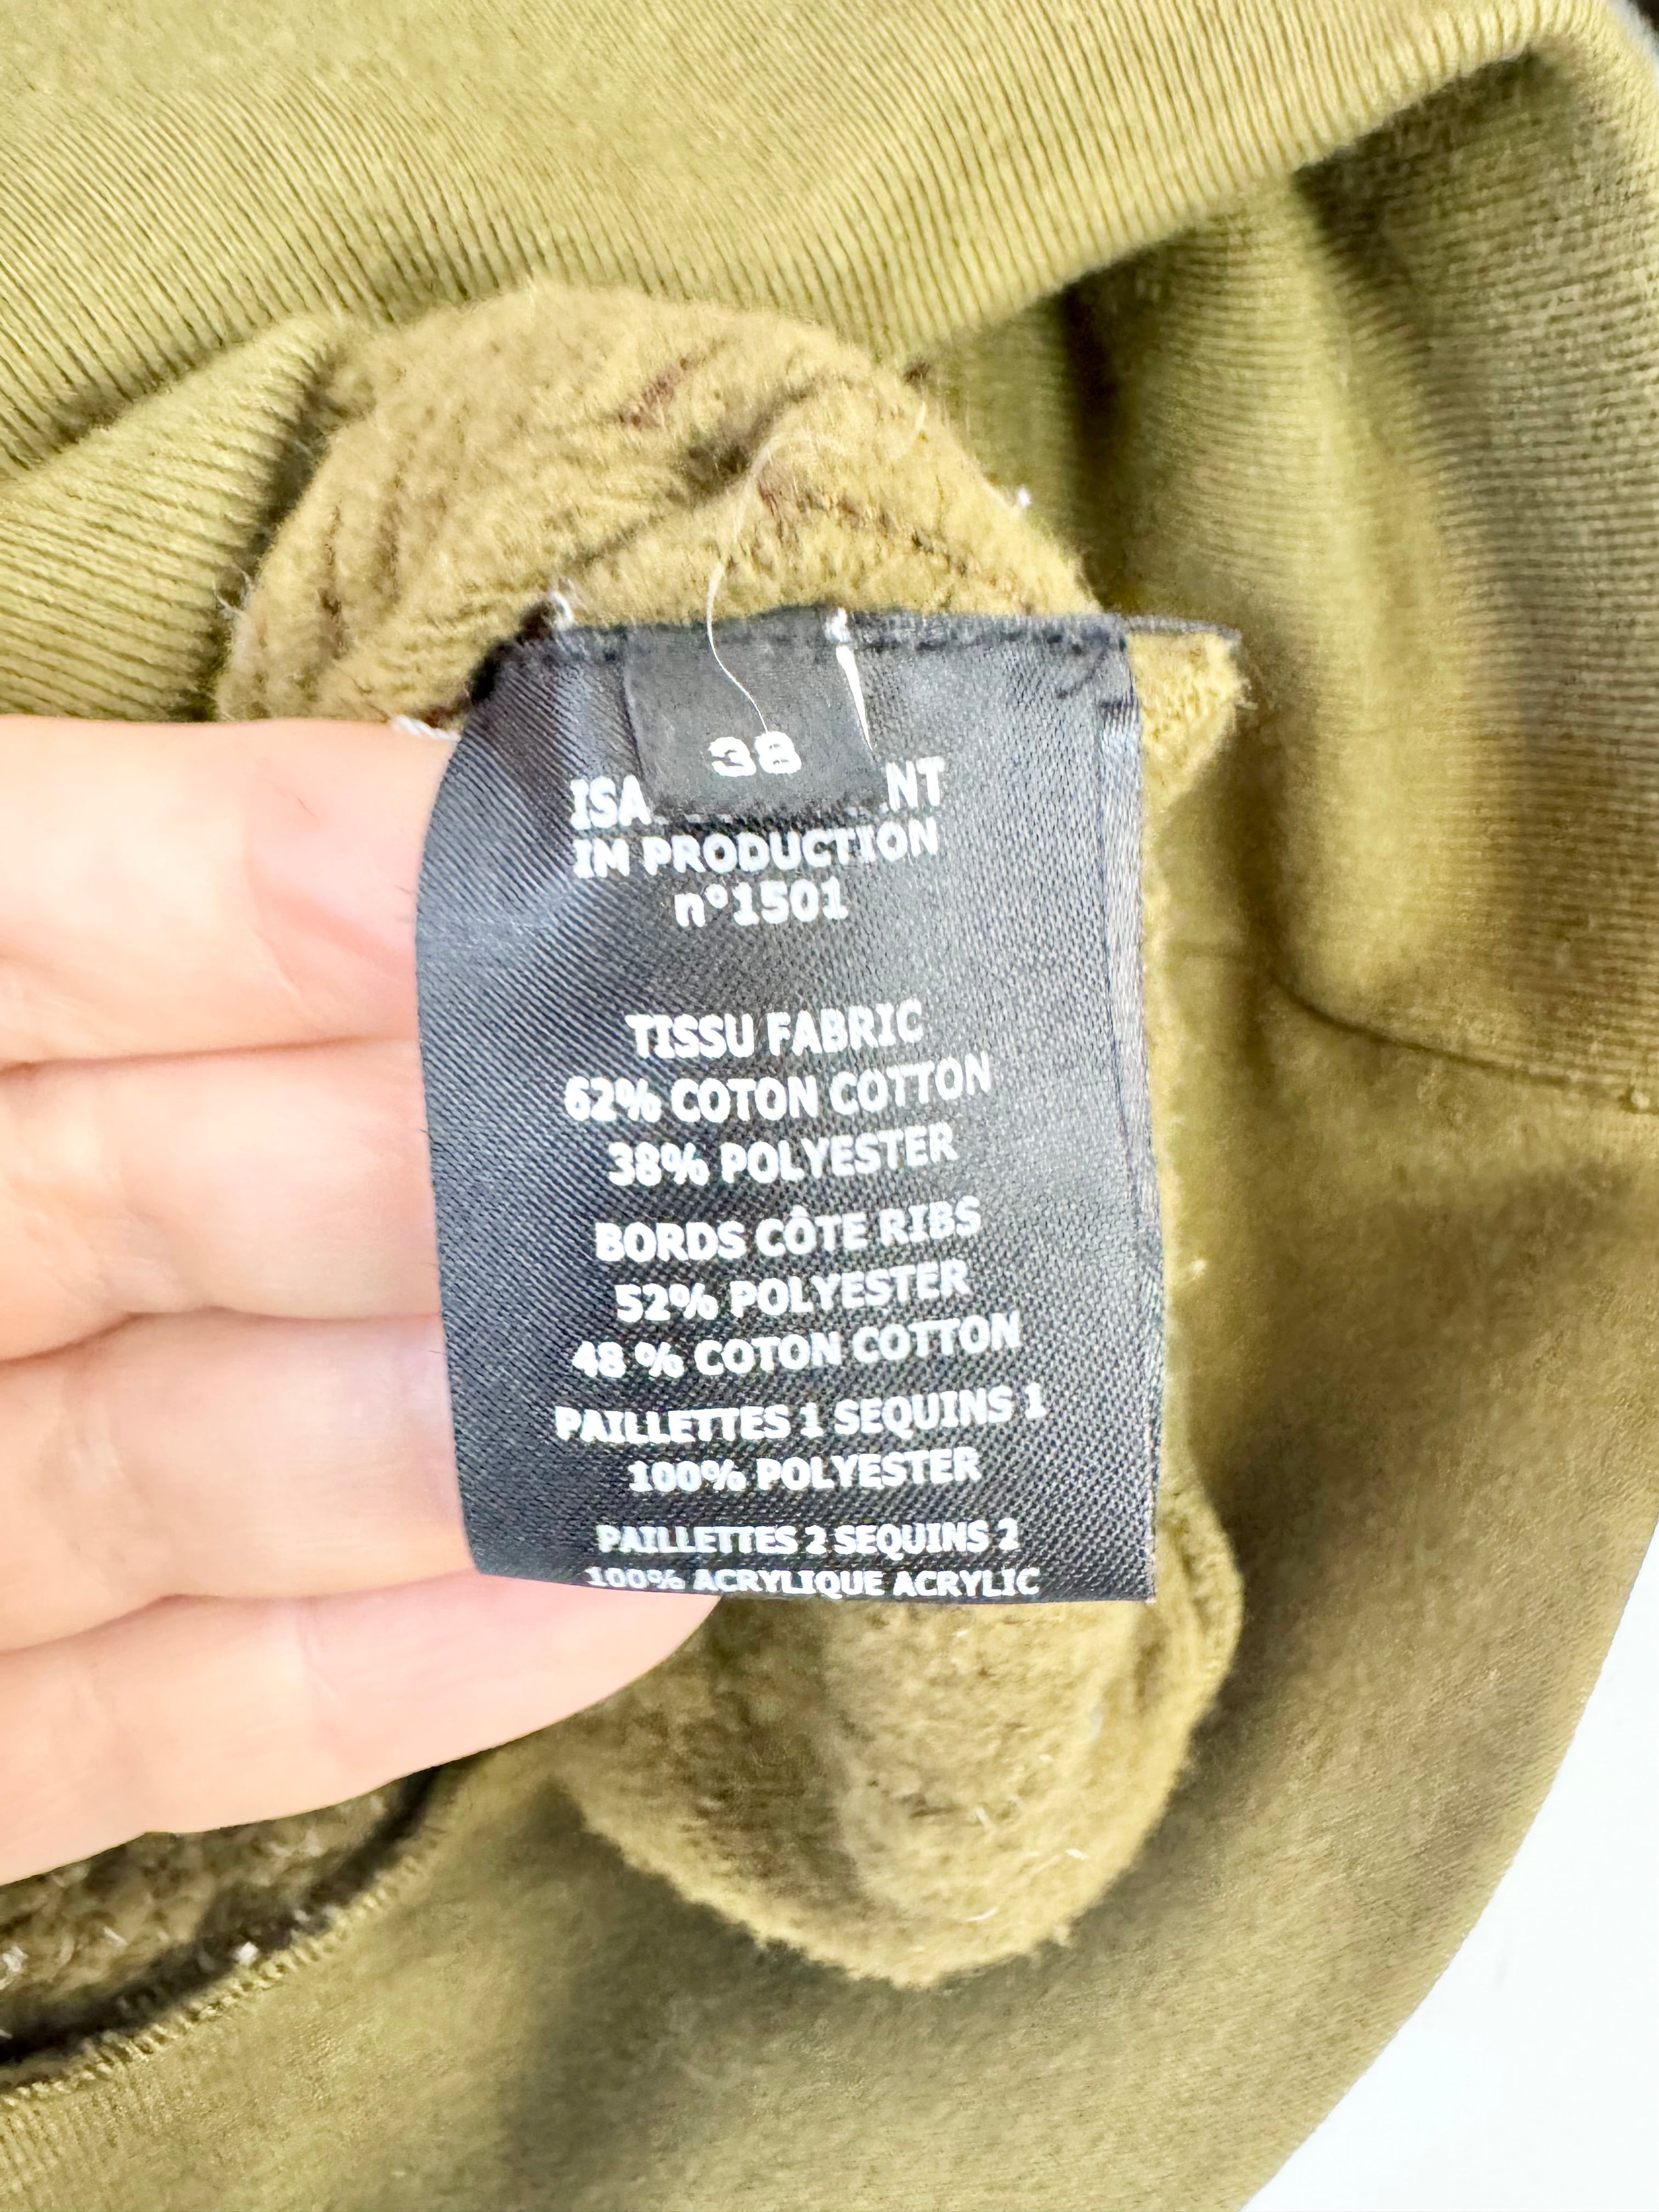 38
IM PRODUCTION
n°1501
TISSU FABRIC
62% COTON COTTON
38% POLYESTER
BORDS CÔTE RIBS
52% POLYESTER
48 % COTON COTTON
PAILLETTES 1 SEQUINS 1
100% POLYESTER
PAILLETTES 2 SEQUINS 2
100% ACRYLIQUE ACRYLIC